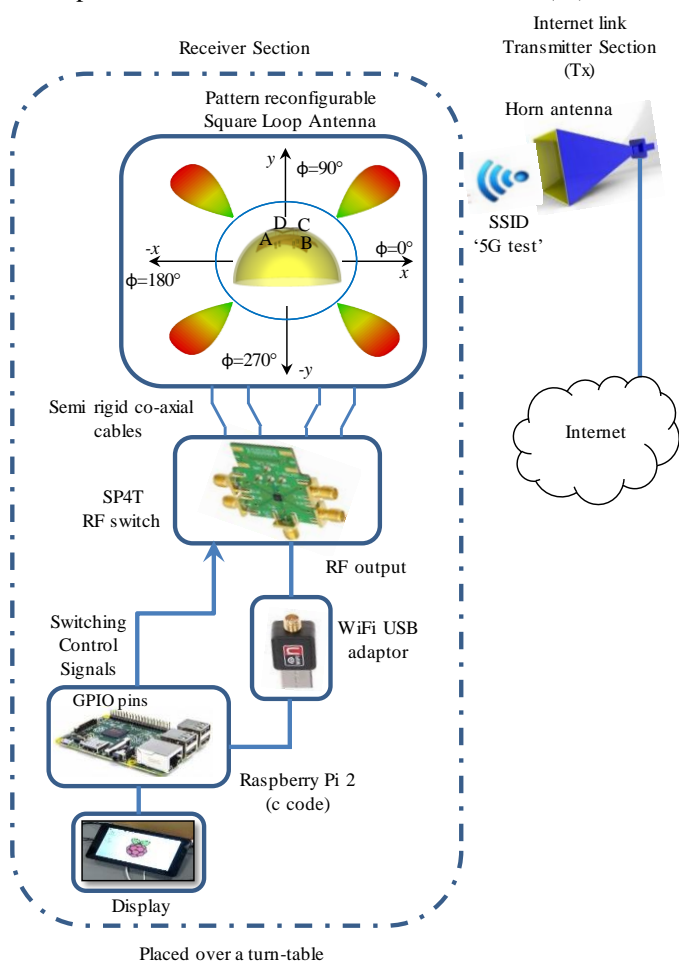 Internet link
Transmitter Section
(Tx)
Receiver Section
Pattern reconfigurable
Square Loop Antenna
Horn antenna
y
ϕ=90°
D C
A B
-x
ϕ=180°
ϕ=0°
x
ϕ=270°
-y
SSID
‘5G test’
Semi rigid co-axial
cables
Internet
SP4T
RF switch
RF output
Switching
Control
Signals
WiFi USB
adaptor
GPIO pins
Raspberry Pi 2
(c code)
Display
Placed over a turn-table